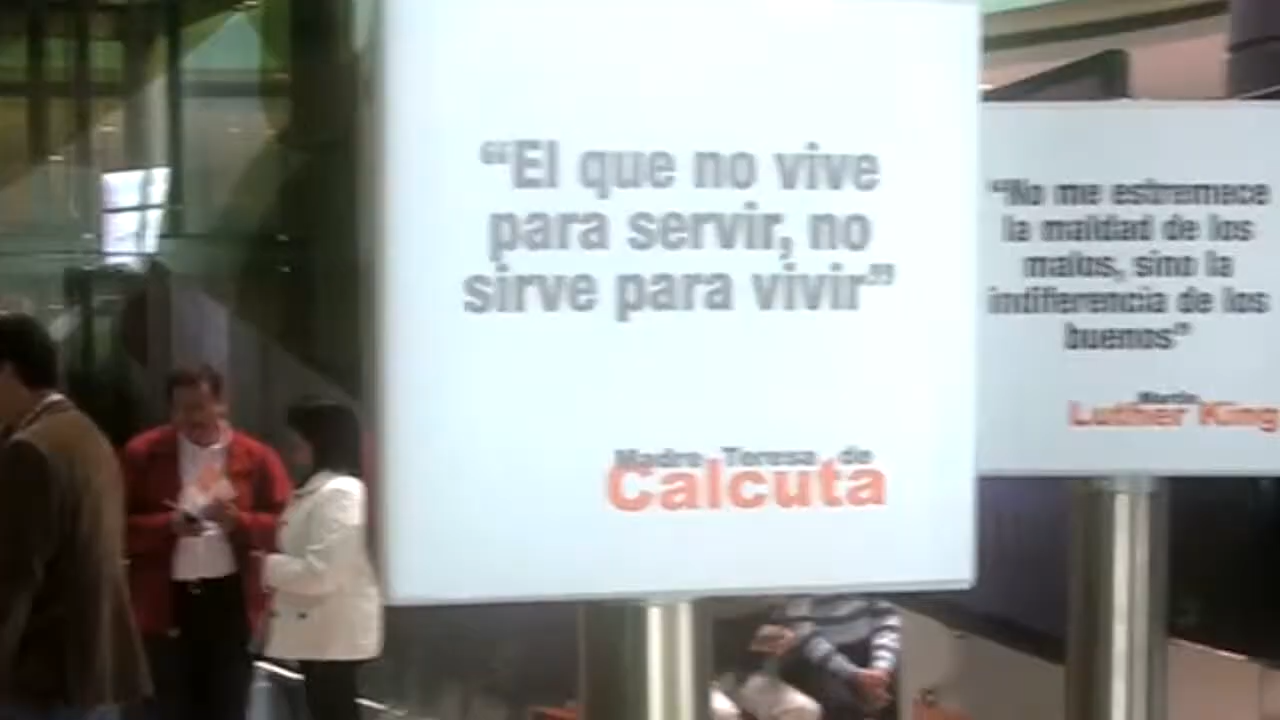 “El que no vive
para servir, no
sirve para vivir”
Madre Teresa de
Calcuta
“No me estremece
la maldad de los
malos, sino la
indiferencia de los
buenos”
Martin
Luther King